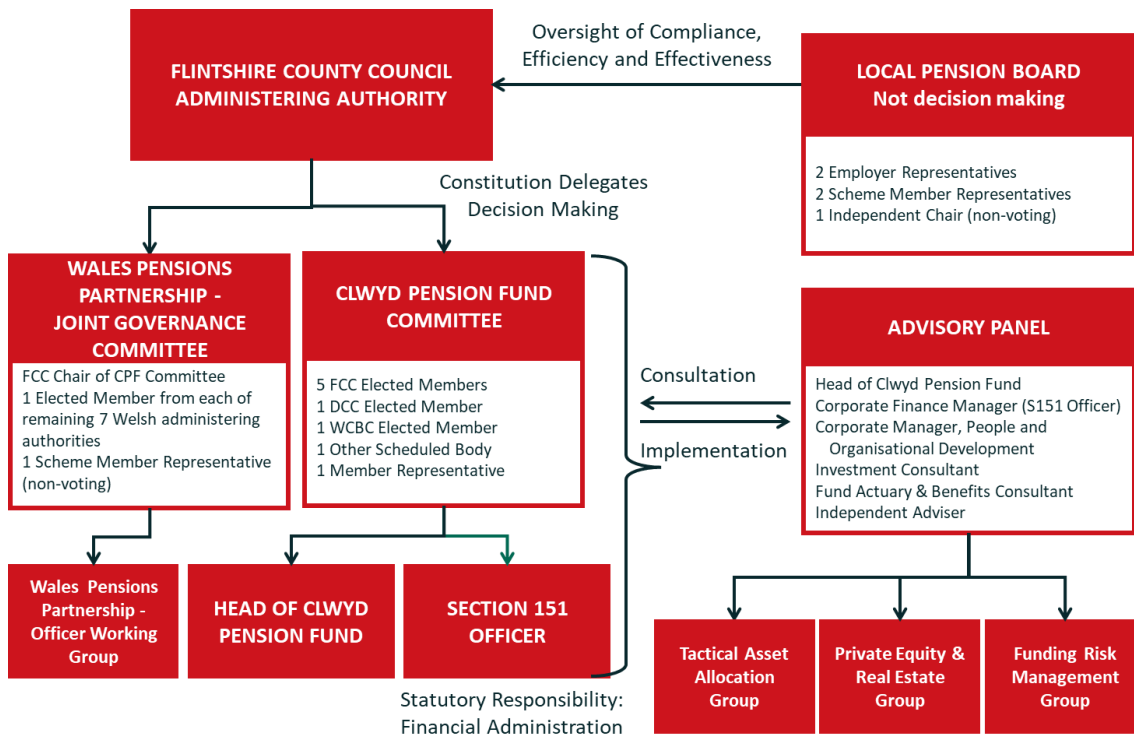 FLINTSHIRE COUNTY COUNCIL
ADMINISTERING AUTHORITY
Oversight of Compliance,
Efficiency and Effectiveness
LOCAL PENSION BOARD
Not decision making
2 Employer Representatives
2 Scheme Member Representatives
1 Independent Chair (non-voting)
Constitution Delegates
Decision Making
WALES PENSIONS
PARTNERSHIP -
JOINT GOVERNANCE
COMMITTEE
FCC Chair of CPF Committee
1 Elected Member from each of
remaining 7 Welsh administering
authorities
1 Scheme Member Representative
(non-voting)
CLWYD PENSION FUND
COMMITTEE
5 FCC Elected Members
1 DCC Elected Member
1 WCBC Elected Member
1 Other Scheduled Body
1 Member Representative
Consultation
Implementation
ADVISORY PANEL
Head of Clwyd Pension Fund
Corporate Finance Manager (S151 Officer)
Corporate Manager, People and
Organisational Development
Investment Consultant
Fund Actuary & Benefits Consultant
Independent Adviser
Wales Pensions
Partnership -
Officer Working
Group
HEAD OF CLWYD
PENSION FUND
SECTION 151
OFFICER
Statutory Responsibility:
Financial Administration
Tactical Asset
Allocation
Group
Private Equity &
Real Estate
Group
Funding Risk
Management
Group